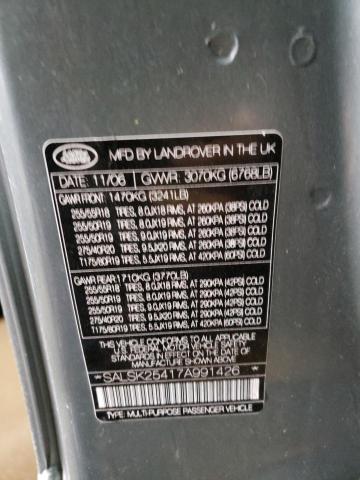 LAND ROVER
MFD BY LANDROVER IN THE UK
DATE: 11/06 GVWR: 3070KG (6768LB)
GAWR FRONT: 1470KG (3241LB)
255/55R18 TIRES, 8.0JX18 RIMS, AT 260KPA (38PSI) COLD
255/50R19 TIRES, 8.0JX19 RIMS, AT 260KPA (38PSI) COLD
255/50R19 TIRES, 9.0JX19 RIMS, AT 260KPA (38PSI) COLD
275/40R20 TIRES, 9.5JX20 RIMS, AT 260KPA (38PSI) COLD
T175/80R19 TIRES, 5.5JX19 RIMS, AT 420KPA (60PSI) COLD
GAWR REAR: 1710KG (3770LB)
255/55R18 TIRES, 8.0JX18 RIMS, AT 290KPA (42PSI) COLD
255/50R19 TIRES, 8.0JX19 RIMS, AT 290KPA (42PSI) COLD
255/50R19 TIRES, 9.0JX19 RIMS, AT 290KPA (42PSI) COLD
275/40R20 TIRES, 9.5JX20 RIMS, AT 290KPA (42PSI) COLD
T175/80R19 TIRES, 5.5JX19 RIMS, AT 420KPA (60PSI) COLD
THIS VEHICLE CONFORMS TO ALL APPLICABLE
U.S. FEDERAL MOTOR VEHICLE SAFETY AND THEFT PREVENTION
STANDARDS IN EFFECT ON THE DATE OF
MANUFACTURE SHOWN ABOVE.
*SALSK25417A991426*
TYPE: MULTI-PURPOSE PASSENGER VEHICLE